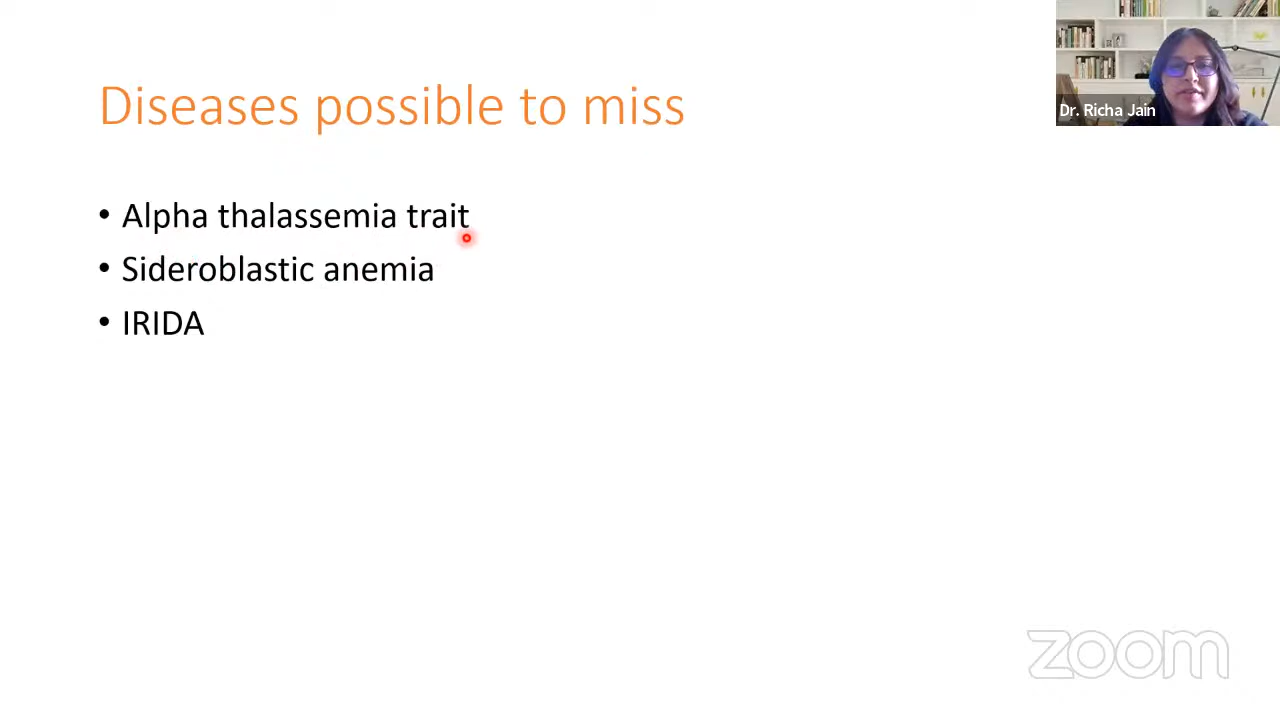 Diseases possible to miss
Dr. Richa Jain
• Alpha thalassemia trait
• Sideroblastic anemia
• IRIDA
zoom